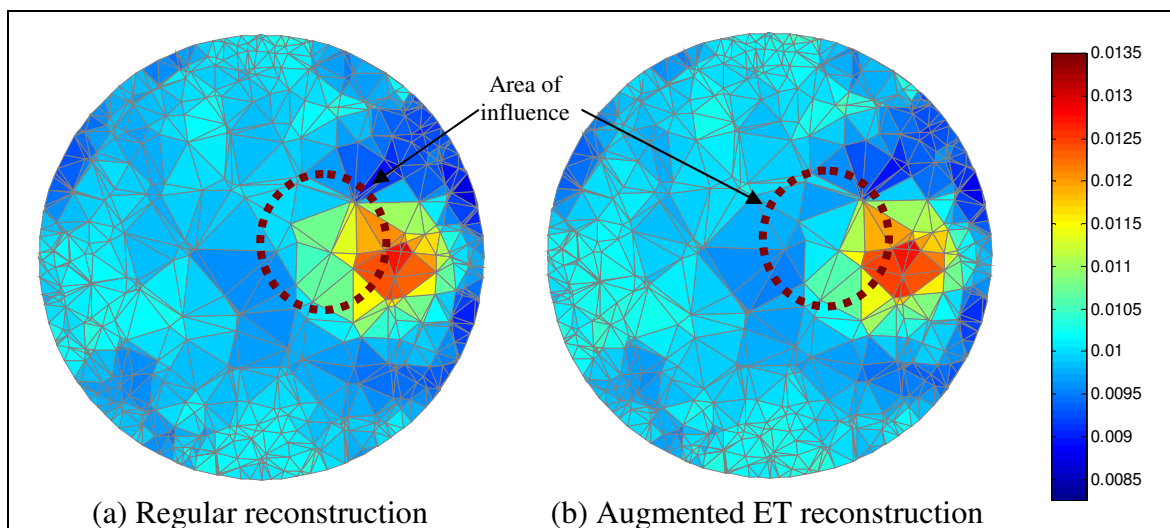 Area of
influence
0.0135
0.013
0.0125
0.012
0.0115
0.011
0.0105
0.01
0.0095
0.009
0.0085
(a) Regular reconstruction
(b) Augmented ET reconstruction